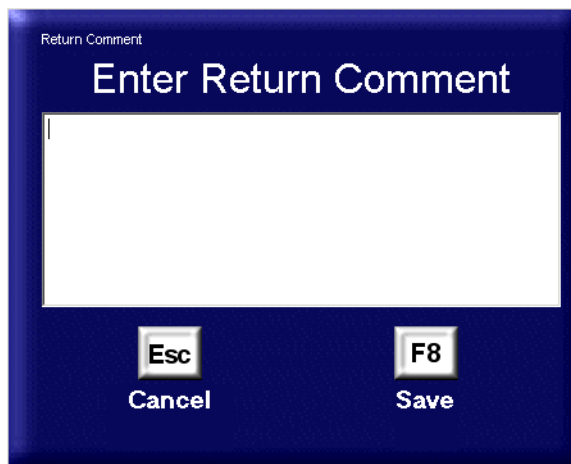 Return Comment
Enter Return Comment
Esc F8
Cancel Save